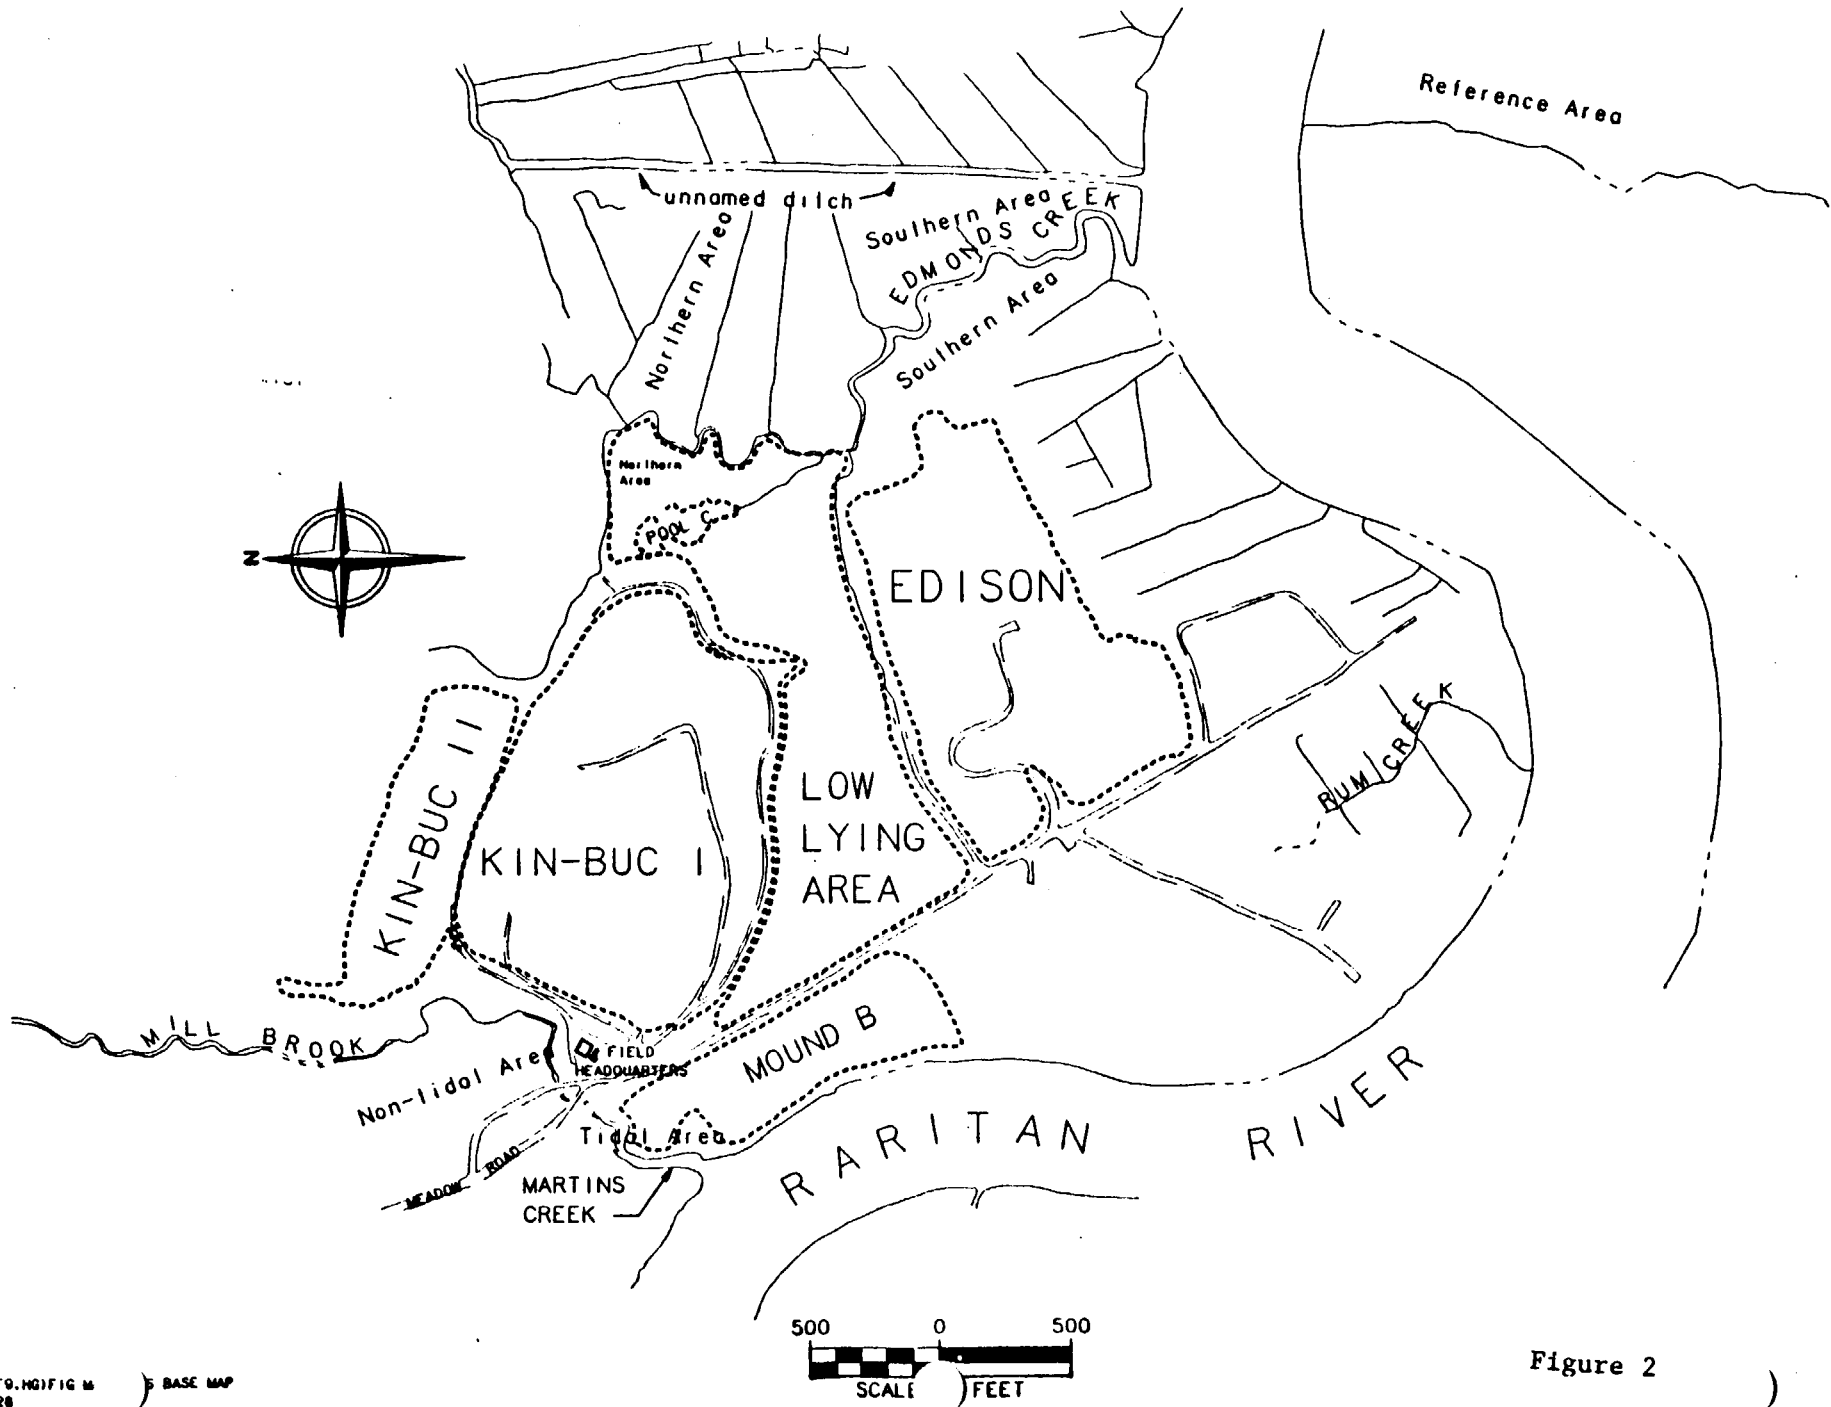 Reference Area
unnamed ditch
Southern Area
EDMONDS CREEK
Northern Area
Southern Area
Northern
Area
POOL C
N
EDISON
KIN-BUC II
RUM CREEK
LOW
LYING
AREA
KIN-BUC I
MOUND B
MILL BROOK
FIELD
HEADQUARTERS
Non-tidal Area
Tidal Area
MEADOW ROAD
MARTINS
CREEK
RARITAN RIVER
500 0 500
SCALE FEET
Figure 2
BASE MAP